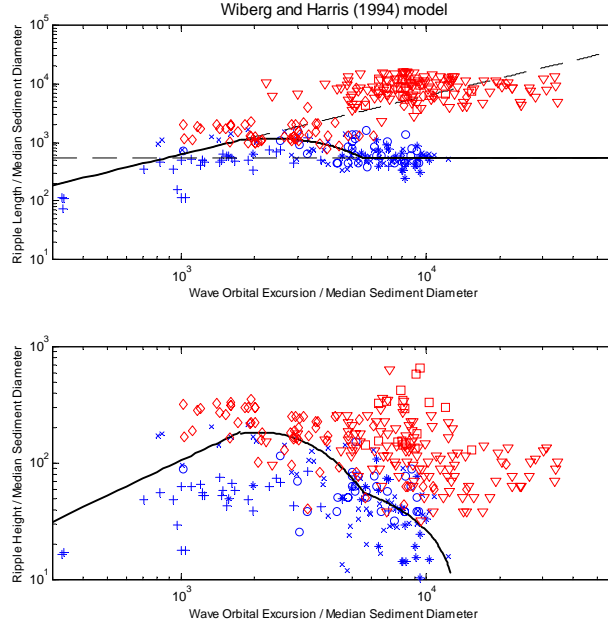 Wiberg and Harris (1994) model
10^5
10^4
10^3
10^2
10^1
Ripple Length / Median Sediment Diameter
10^3
10^4
Wave Orbital Excursion / Median Sediment Diameter
10^3
10^2
10^1
Ripple Height / Median Sediment Diameter
10^3
10^4
Wave Orbital Excursion / Median Sediment Diameter